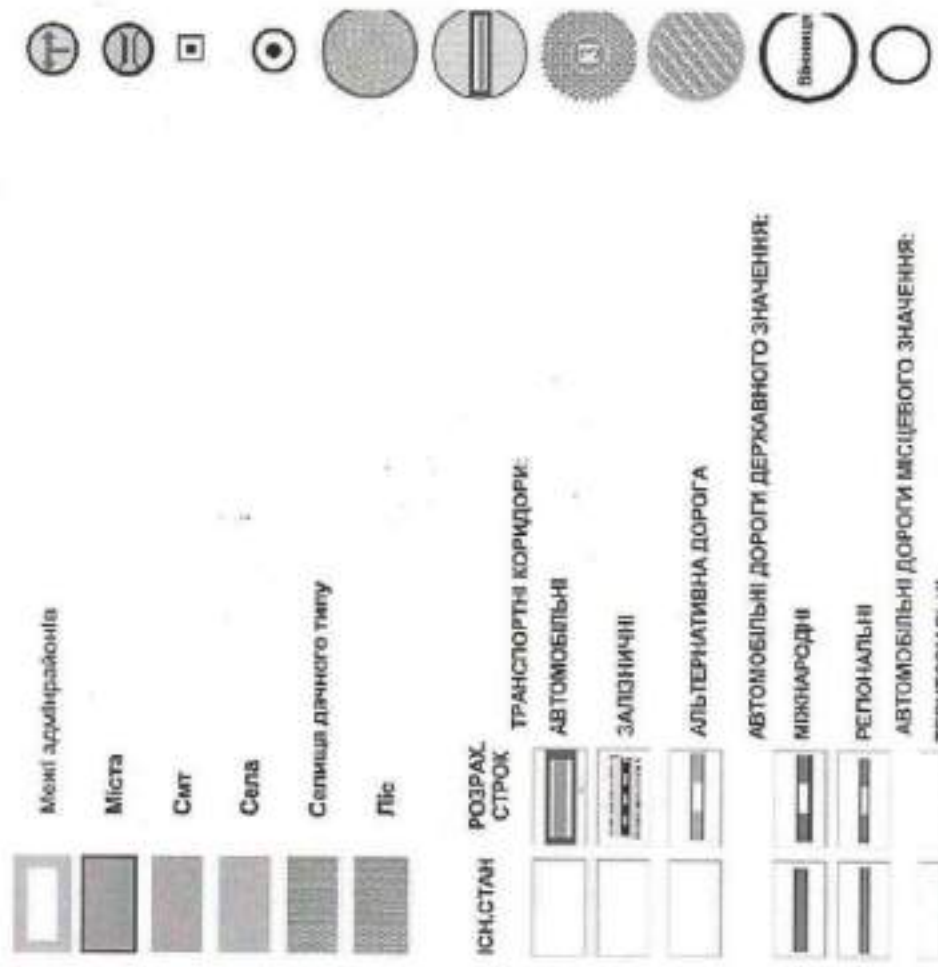 Межі адмінрайонів
Міста
Смт
Села
Селища дачного типу
Ліс
ІСН.СТАН
РОЗРАХ.
СТРОК
ТРАНСПОРТНІ КОРИДОРИ:
АВТОМОБІЛЬНІ
ЗАЛІЗНИЧНІ
АЛЬТЕРНАТИВНА ДОРОГА
АВТОМОБІЛЬНІ ДОРОГИ ДЕРЖАВНОГО ЗНАЧЕННЯ:
МІЖНАРОДНІ
РЕГІОНАЛЬНІ
АВТОМОБІЛЬНІ ДОРОГИ МІСЦЕВОГО ЗНАЧЕННЯ:
Вінниця